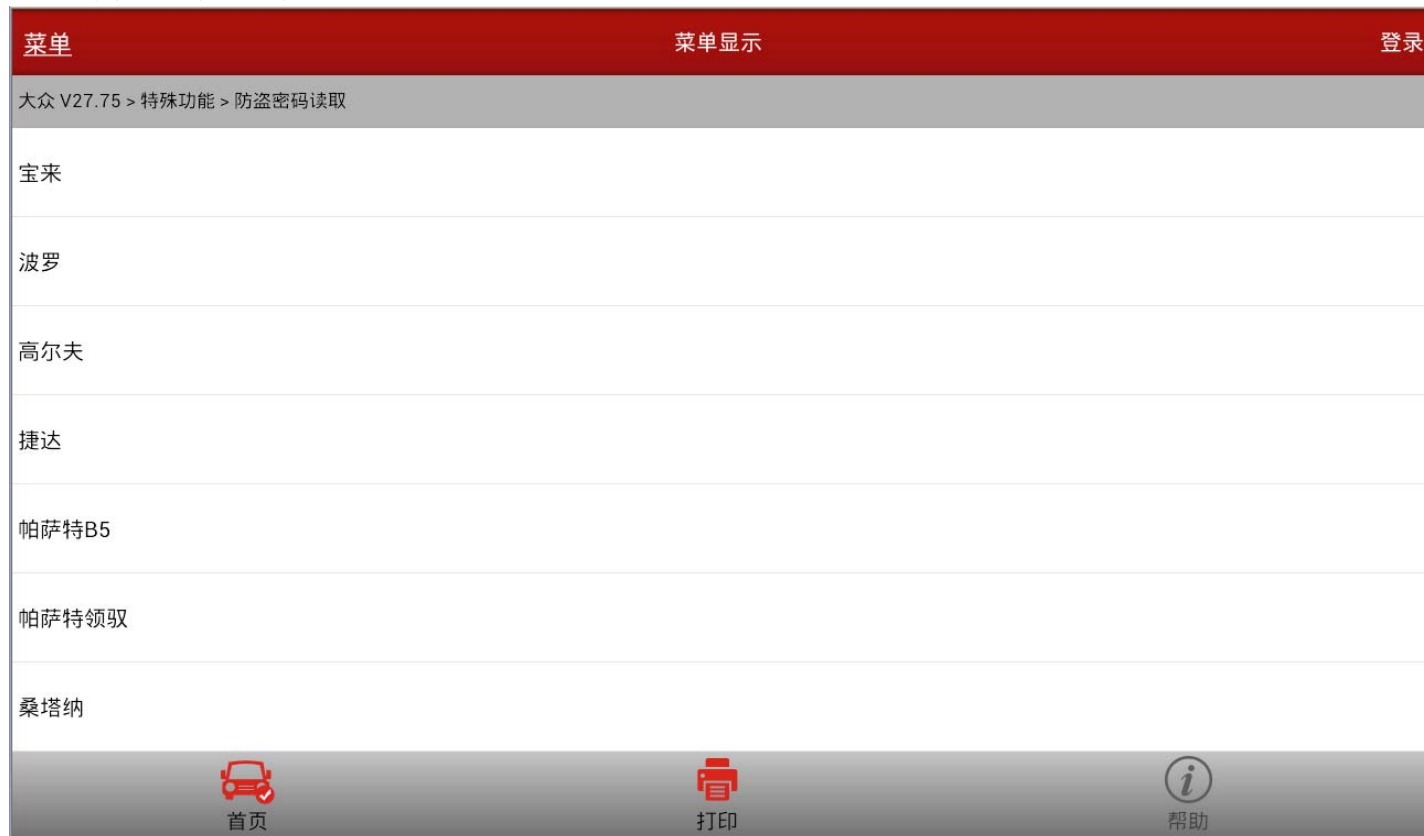 菜单 菜单显示 登录
大众 V27.75 > 特殊功能 > 防盗密码读取
宝来
波罗
高尔夫
捷达
帕萨特B5
帕萨特领驭
桑塔纳
首页 打印 帮助